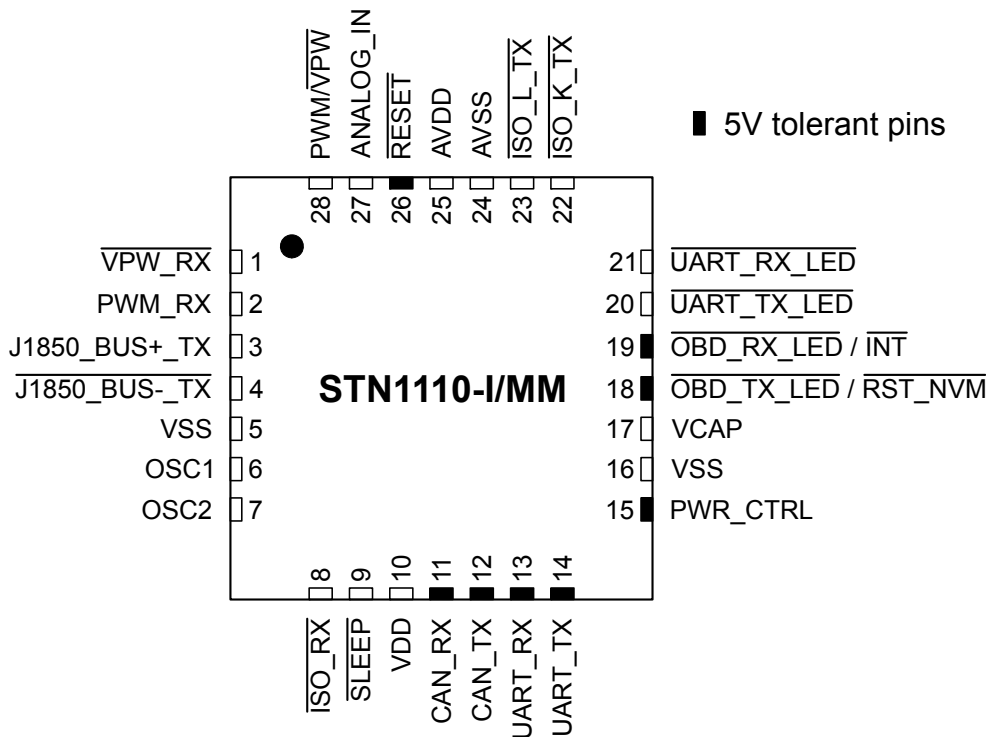 PWM/VPW
ANALOG_IN
RESET
AVDD
AVSS
ISO_L_TX
ISO_K_TX
5V tolerant pins
28
27
26
25
24
23
22
VPW_RX 1
PWM_RX 2
J1850_BUS+_TX 3
J1850_BUS-_TX 4
VSS 5
OSC1 6
OSC2 7
STN1110-I/MM
21 UART_RX_LED
20 UART_TX_LED
19 OBD_RX_LED / INT
18 OBD_TX_LED / RST_NVM
17 VCAP
16 VSS
15 PWR_CTRL
8
9
10
11
12
13
14
ISO_RX
SLEEP
VDD
CAN_RX
CAN_TX
UART_RX
UART_TX